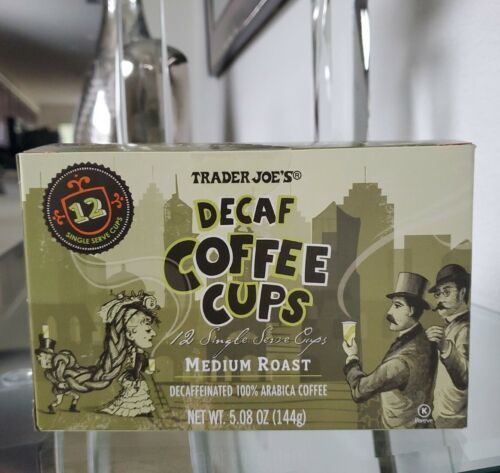 TRADER JOE'S®
12
SINGLE SERVE CUPS
DECAF
COFFEE
CUPS
12 Single Serve Cups
MEDIUM ROAST
DECAFFEINATED 100% ARABICA COFFEE
NET WT. 5.08 OZ (144g)
K
Pareve